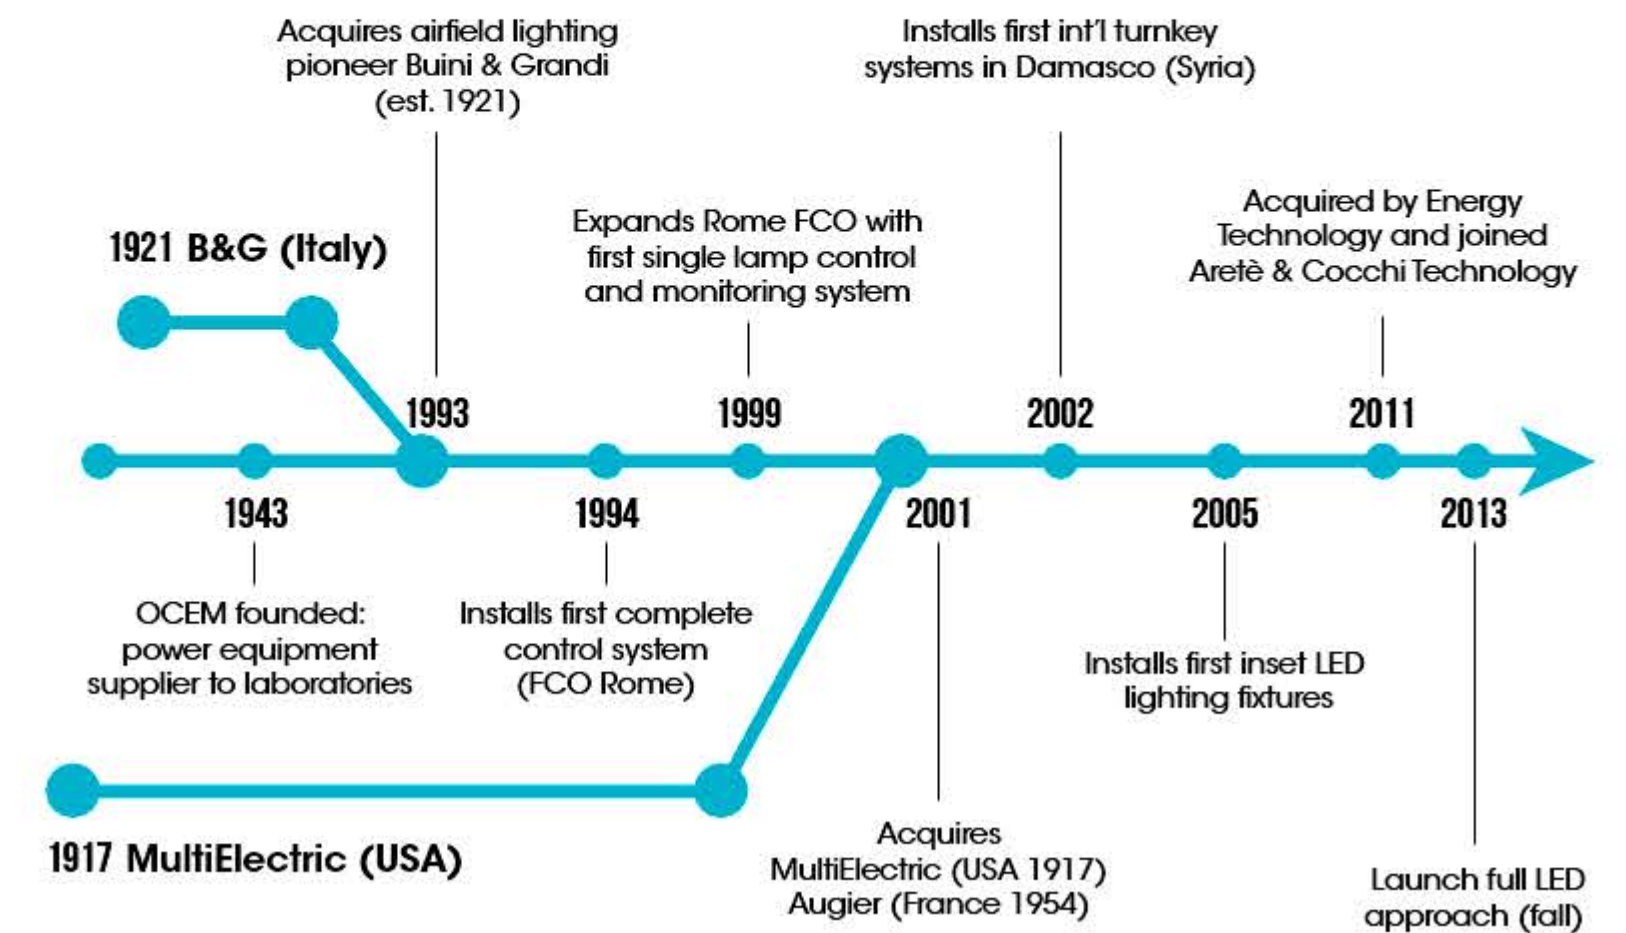 Acquires airfield lighting
pioneer Buini & Grandi
(est. 1921)
Installs first int'l turnkey
systems in Damasco (Syria)
Expands Rome FCO with
first single lamp control
and monitoring system
Acquired by Energy
Technology and joined
Aretè & Cocchi Technology
1921 B&G (Italy)
1993
1999
2002
2011
1943
1994
2001
2005
2013
OCEM founded:
power equipment
supplier to laboratories
Installs first complete
control system
(FCO Rome)
Installs first inset LED
lighting fixtures
1917 MultiElectric (USA)
Acquires
MultiElectric (USA 1917)
Augier (France 1954)
Launch full LED
approach (fall)